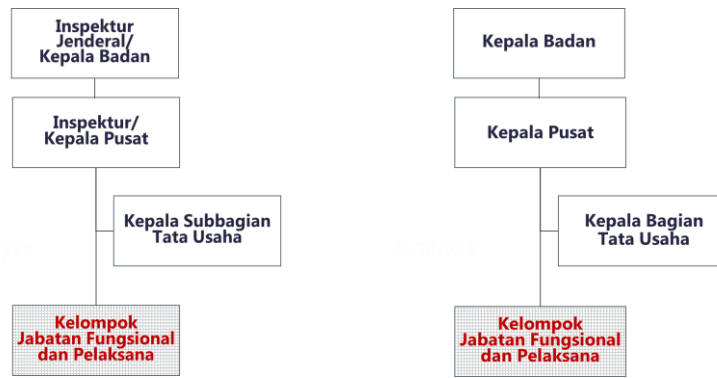 Inspektur
Jenderal/
Kepala Badan
Inspektur/
Kepala Pusat
Kepala Subbagian
Tata Usaha
Kelompok
Jabatan Fungsional
dan Pelaksana
Kepala Badan
Kepala Pusat
Kepala Bagian
Tata Usaha
Kelompok
Jabatan Fungsional
dan Pelaksana